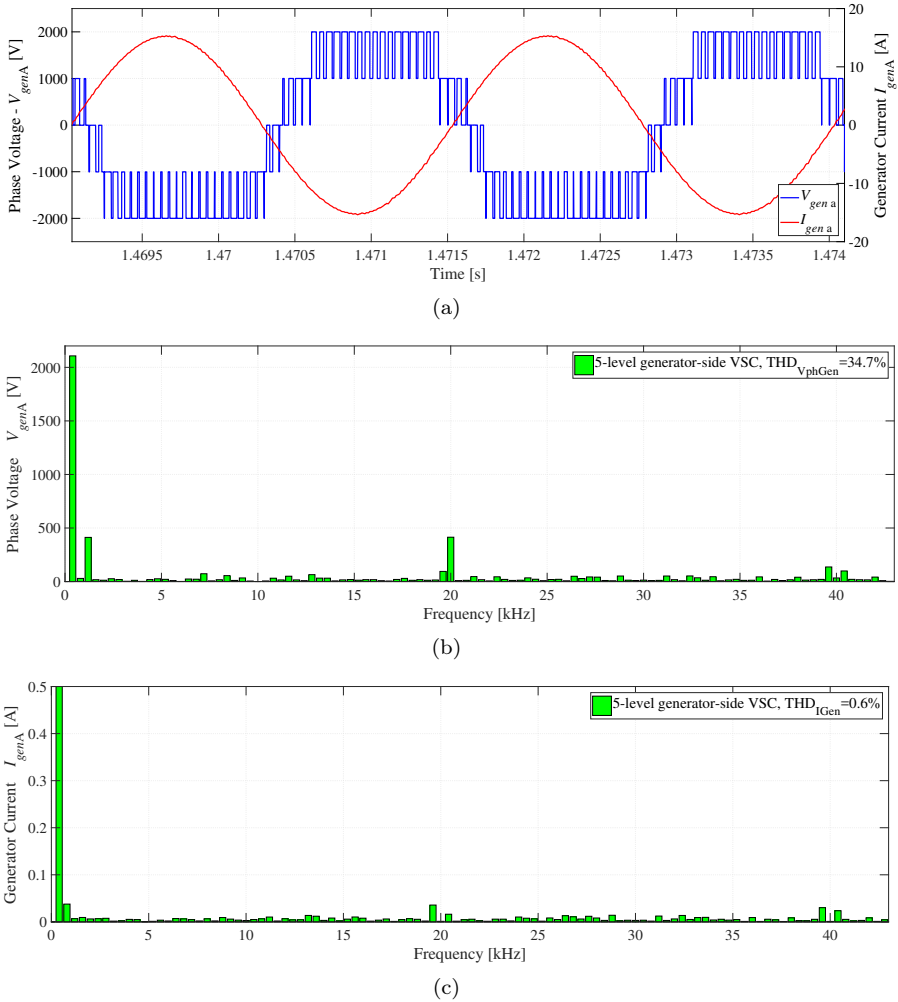 Phase Voltage - V_genA [V]
2000
1000
0
-1000
-2000
20
10
0
-10
-20
Generator Current I_genA [A]
V_gen a
I_gen a
1.4695 1.47 1.4705 1.471 1.4715 1.472 1.4725 1.473 1.4735 1.474
Time [s]
(a)
Phase Voltage V_genA [V]
2000
1500
1000
500
0
5-level generator-side VSC, THD_VphGen=34.7%
0 5 10 15 20 25 30 35 40
Frequency [kHz]
(b)
Generator Current I_genA [A]
0.5
0.4
0.3
0.2
0.1
0
5-level generator-side VSC, THD_IGen=0.6%
0 5 10 15 20 25 30 35 40
Frequency [kHz]
(c)